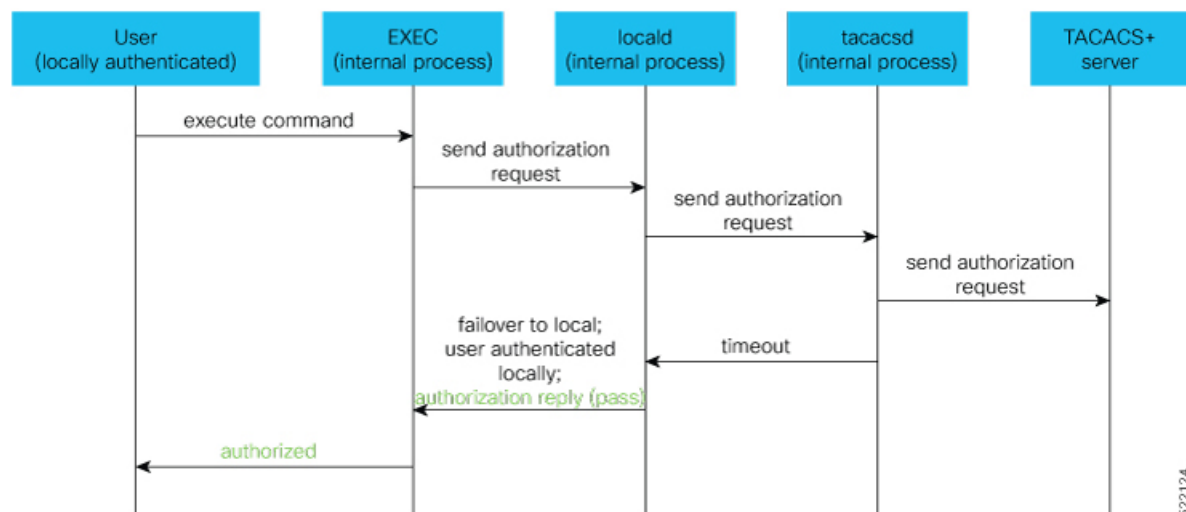 User
(locally authenticated)
EXEC
(internal process)
locald
(internal process)
tacacsd
(internal process)
TACACS+
server
execute command
send authorization
request
send authorization
request
send authorization
request
failover to local;
user authenticated
locally;
authorization reply (pass)
timeout
authorized